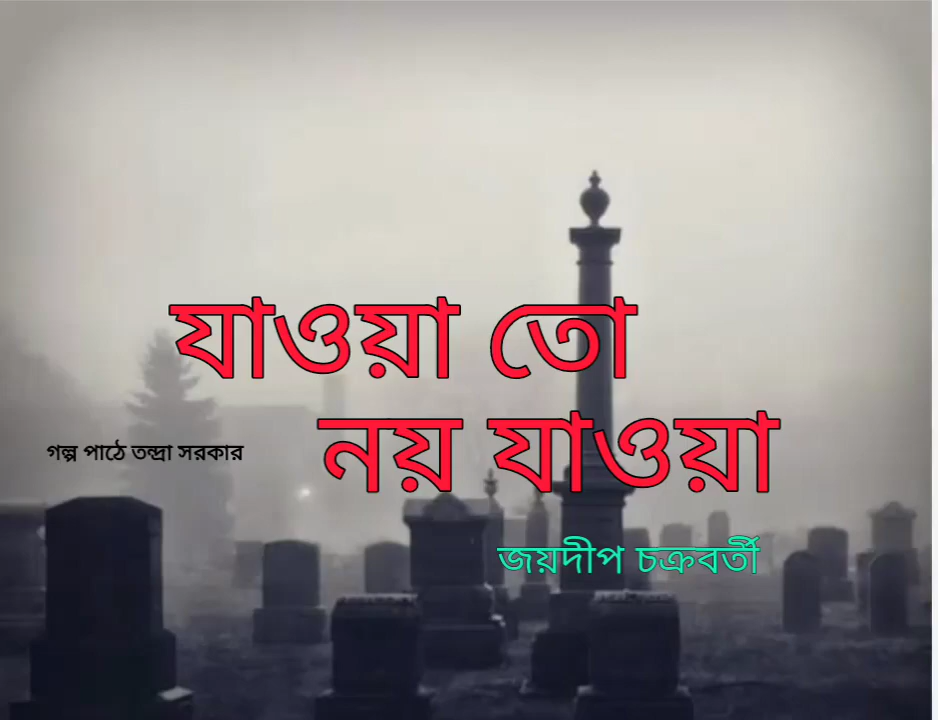 যাওয়া তো
নয় যাওয়া
গল্প পাঠে তন্দ্রা সরকার
জয়দীপ চক্রবর্তী